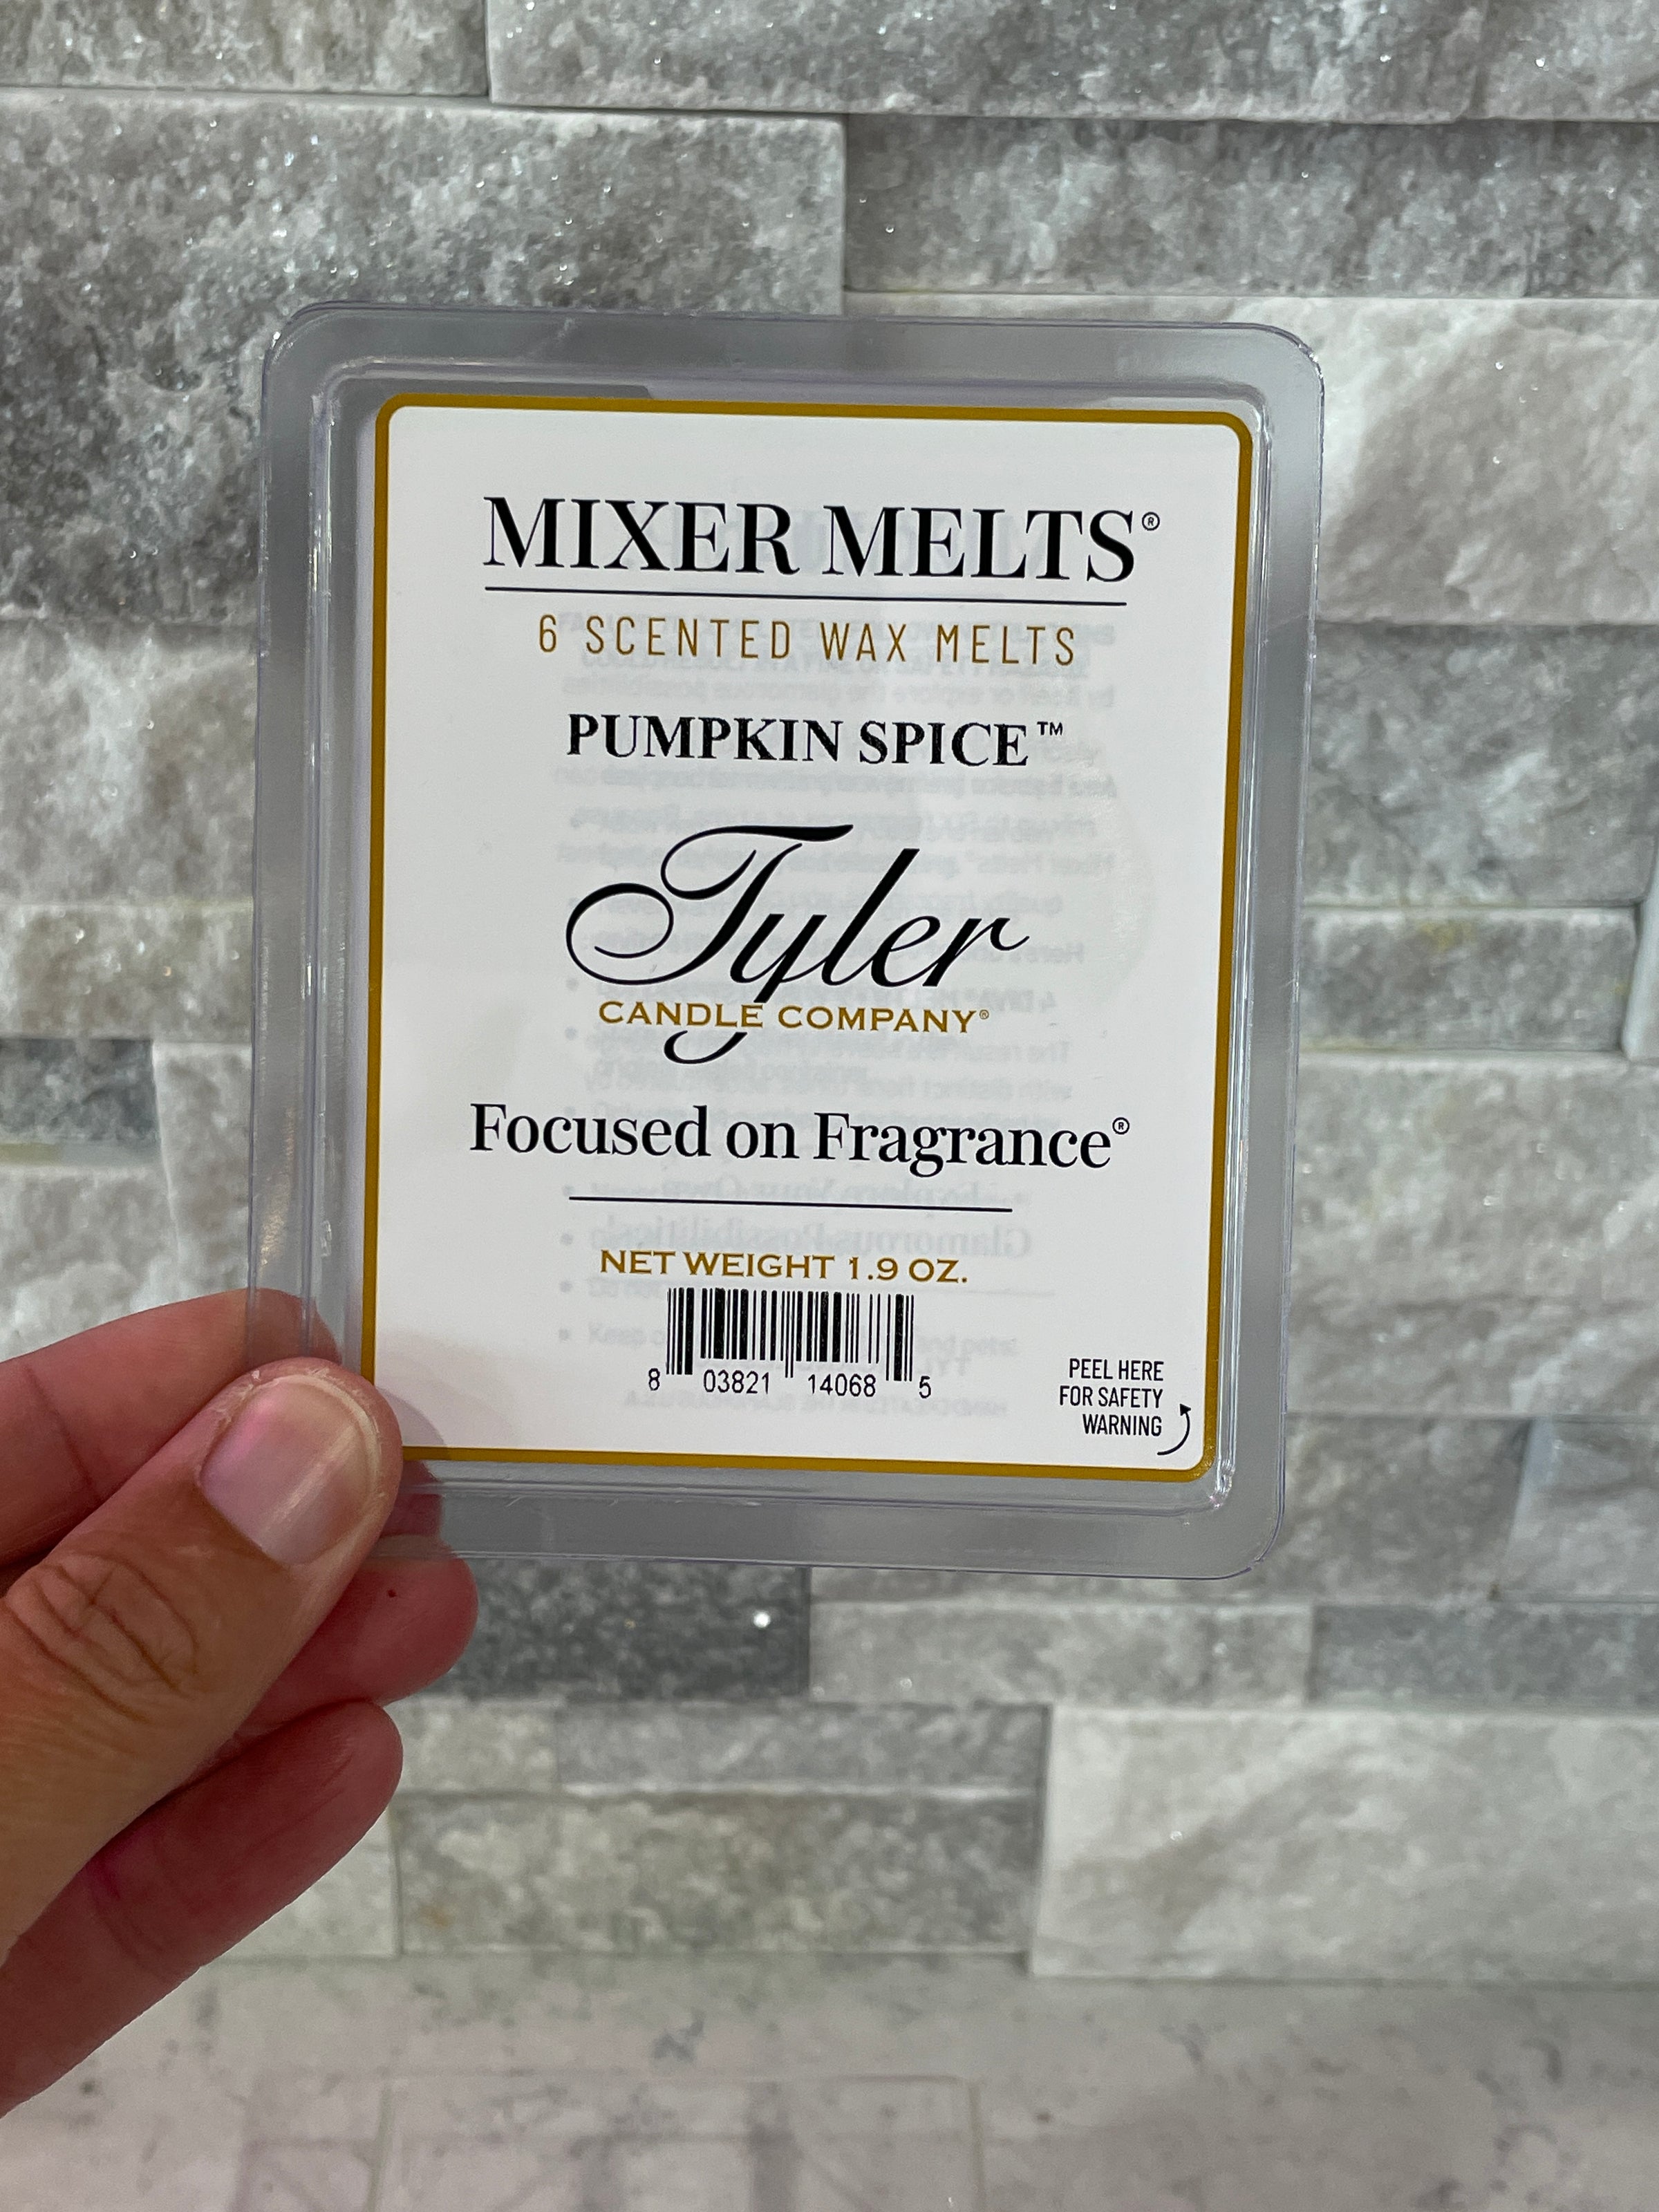 MIXER MELTS®
6 SCENTED WAX MELTS
PUMPKIN SPICE™
Tyler
CANDLE COMPANY®
Focused on Fragrance®
NET WEIGHT 1.9 OZ.
8 03821 14068 5
PEEL HERE
FOR SAFETY
WARNING